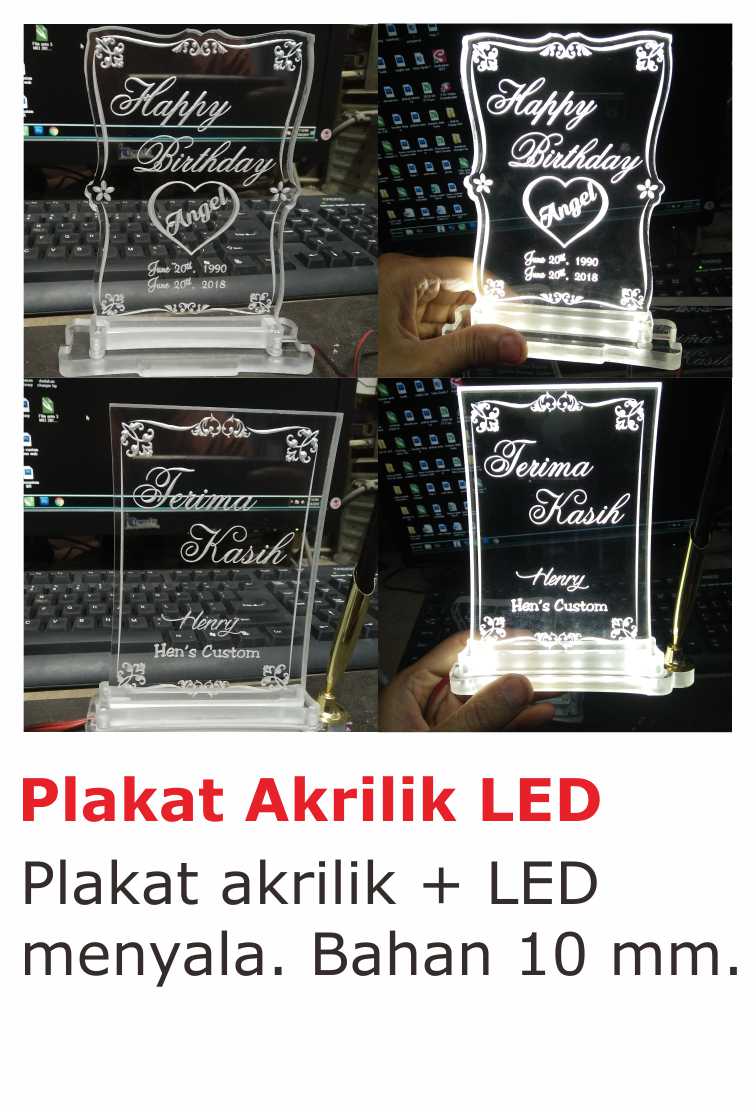 Happy
Birthday
Angel
June 20th, 1990
June 20th, 2018
Happy
Birthday
Angel
June 20th, 1990
June 20th, 2018
Terima
Kasih
Henry
Hen's Custom
Terima
Kasih
Henry
Hen's Custom
Plakat Akrilik LED
Plakat akrilik + LED
menyala. Bahan 10 mm.